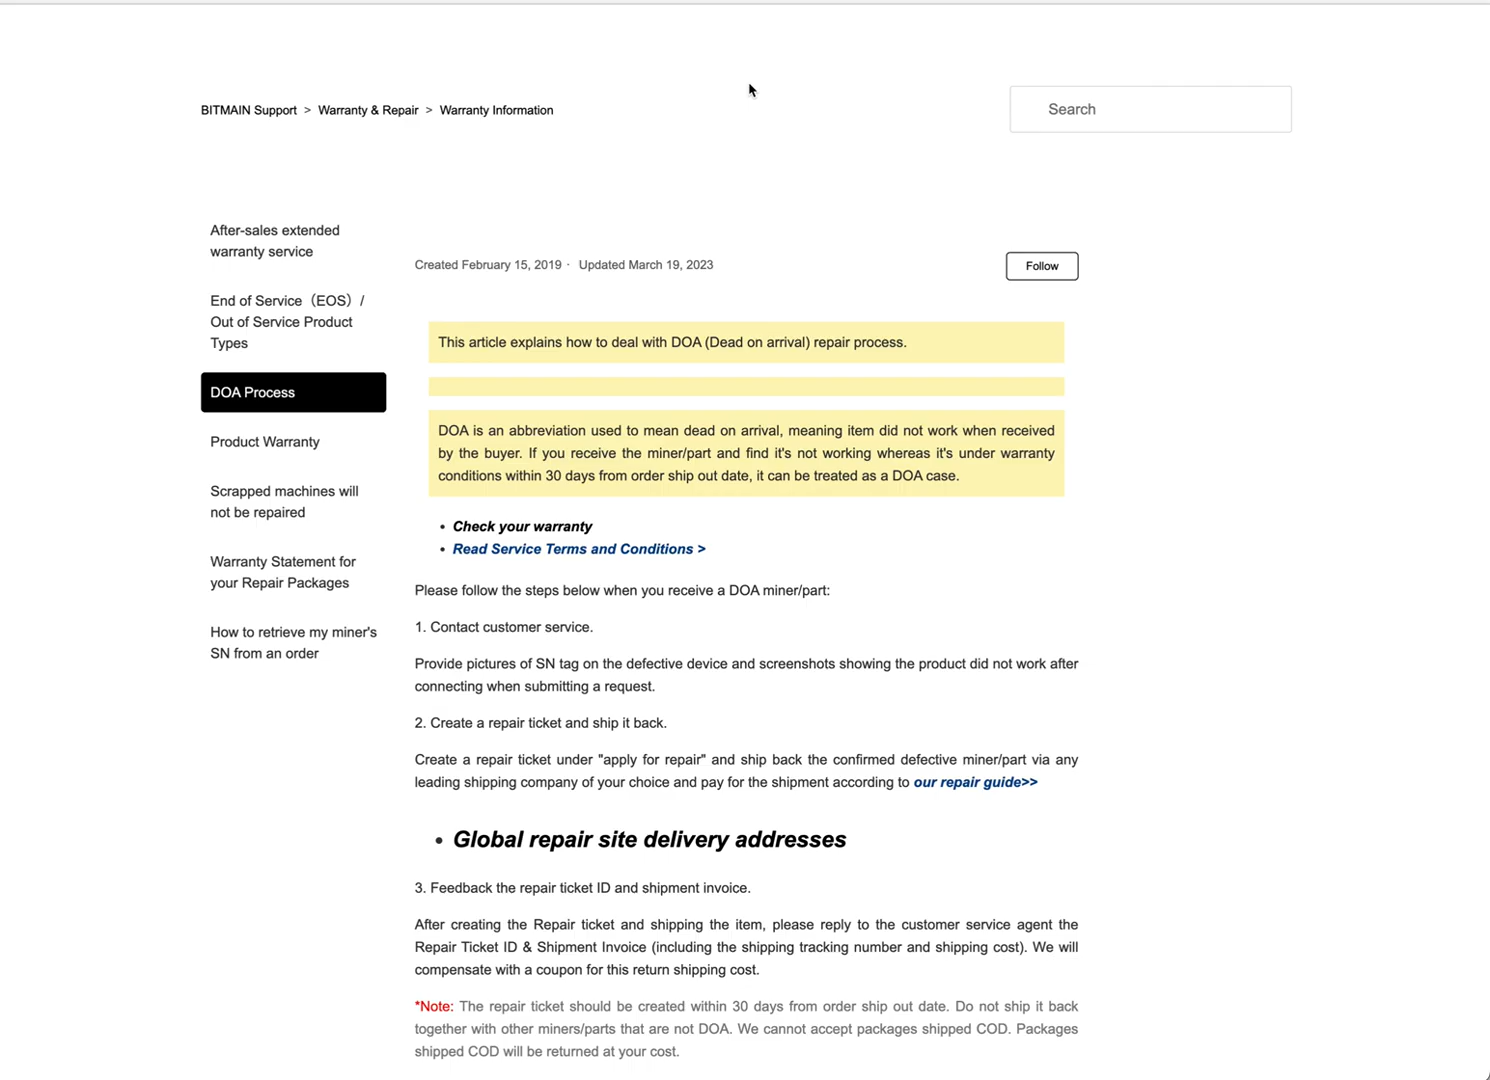 BITMAIN Support > Warranty & Repair > Warranty Information
Search
After-sales extended
warranty service
End of Service（EOS）/
Out of Service Product
Types
DOA Process
Product Warranty
Scrapped machines will
not be repaired
Warranty Statement for
your Repair Packages
How to retrieve my miner's
SN from an order
Created February 15, 2019 · Updated March 19, 2023
Follow
This article explains how to deal with DOA (Dead on arrival) repair process.
DOA is an abbreviation used to mean dead on arrival, meaning item did not work when received
by the buyer. If you receive the miner/part and find it's not working whereas it's under warranty
conditions within 30 days from order ship out date, it can be treated as a DOA case.
• Check your warranty
• Read Service Terms and Conditions >
Please follow the steps below when you receive a DOA miner/part:
1. Contact customer service.
Provide pictures of SN tag on the defective device and screenshots showing the product did not work after
connecting when submitting a request.
2. Create a repair ticket and ship it back.
Create a repair ticket under "apply for repair" and ship back the confirmed defective miner/part via any
leading shipping company of your choice and pay for the shipment according to our repair guide>>
• Global repair site delivery addresses
3. Feedback the repair ticket ID and shipment invoice.
After creating the Repair ticket and shipping the item, please reply to the customer service agent the
Repair Ticket ID & Shipment Invoice (including the shipping tracking number and shipping cost). We will
compensate with a coupon for this return shipping cost.
*Note: The repair ticket should be created within 30 days from order ship out date. Do not ship it back
together with other miners/parts that are not DOA. We cannot accept packages shipped COD. Packages
shipped COD will be returned at your cost.